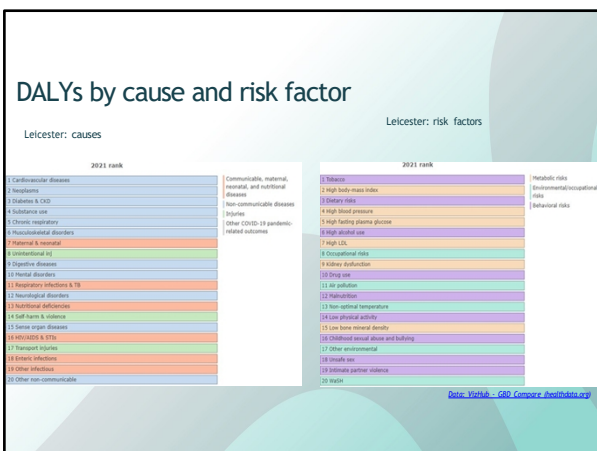 DALYs by cause and risk factor
Leicester: causes
2021 rank
1 Cardiovascular diseases
2 Neoplasms
3 Diabetes & CKD
4 Substance use
5 Chronic respiratory
6 Musculoskeletal disorders
7 Maternal & neonatal
8 Unintentional inj
9 Digestive diseases
10 Mental disorders
11 Respiratory infections & TB
12 Neurological disorders
13 Nutritional deficiencies
14 Self-harm & violence
15 Sense organ diseases
16 HIV/AIDS & STIs
17 Transport injuries
18 Enteric infections
19 Other infectious
20 Other non-communicable
Communicable, maternal,
neonatal, and nutritional
diseases
Non-communicable diseases
Injuries
Other COVID-19 pandemic-
related outcomes
Leicester: risk factors
2021 rank
1 Tobacco
2 High body-mass index
3 Dietary risks
4 High blood pressure
5 High fasting plasma glucose
6 High alcohol use
7 High LDL
8 Occupational risks
9 Kidney dysfunction
10 Drug use
11 Air pollution
12 Malnutrition
13 Non-optimal temperature
14 Low physical activity
15 Low bone mineral density
16 Childhood sexual abuse and bullying
17 Other environmental
18 Unsafe sex
19 Intimate partner violence
20 WaSH
Metabolic risks
Environmental/occupational
risks
Behavioral risks
Data: VizHub - GBD Compare (healthdata.org)